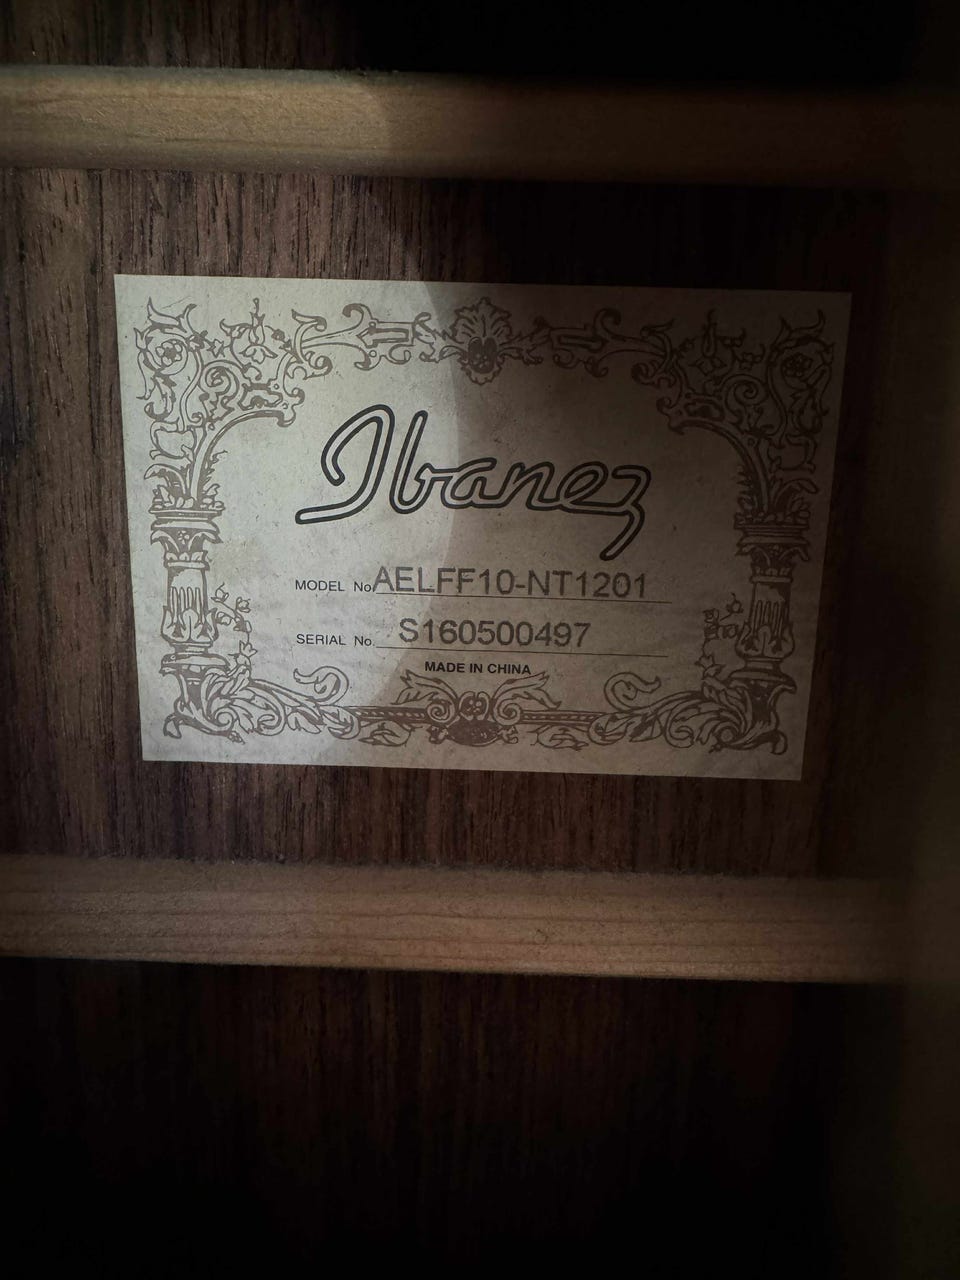 Ibanez
MODEL No. AELFF10-NT1201
SERIAL No. S160500497
MADE IN CHINA